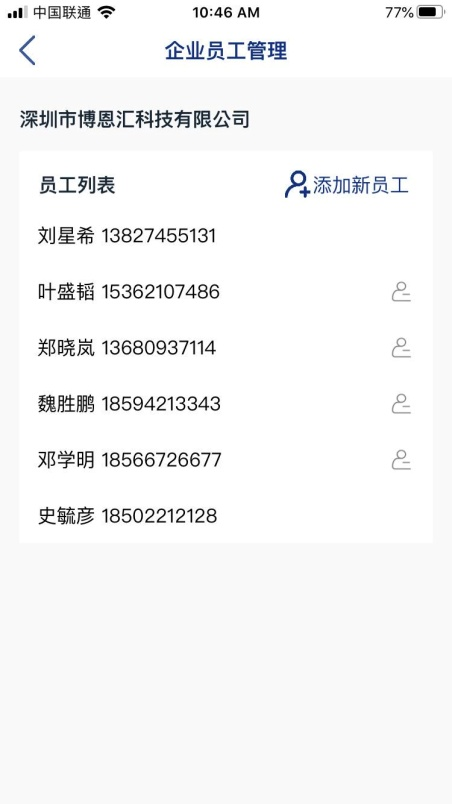 中国联通 10:46 AM 77%
企业员工管理
深圳市博恩汇科技有限公司
员工列表 添加新员工
刘星希 13827455131
叶盛韬 15362107486
郑晓岚 13680937114
魏胜鹏 18594213343
邓学明 18566726677
史毓彦 18502212128